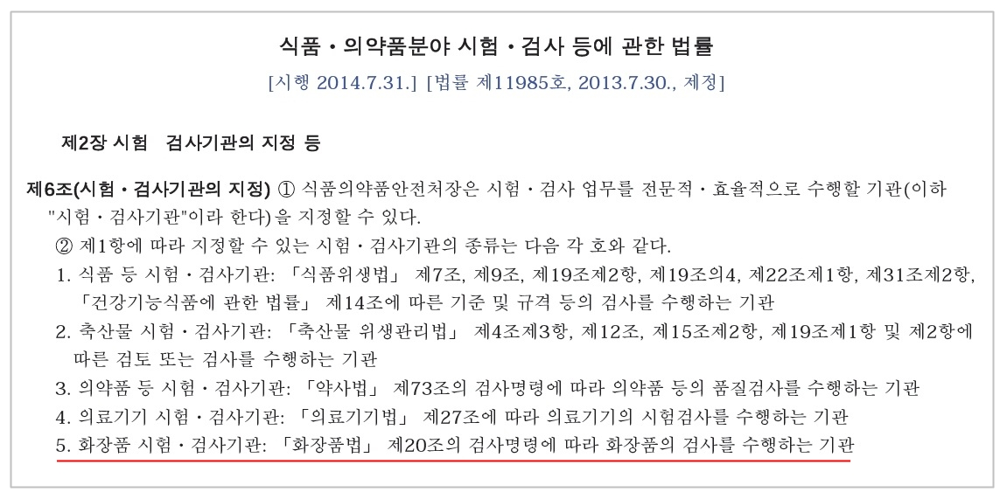 식품・의약품분야 시험・검사 등에 관한 법률
[시행 2014.7.31.] [법률 제11985호, 2013.7.30., 제정]
제2장 시험 검사기관의 지정 등
제6조(시험・검사기관의 지정) ① 식품의약품안전처장은 시험・검사 업무를 전문적・효율적으로 수행할 기관(이하
"시험・검사기관"이라 한다)을 지정할 수 있다.
② 제1항에 따라 지정할 수 있는 시험・검사기관의 종류는 다음 각 호와 같다.
1. 식품 등 시험・검사기관: 「식품위생법」 제7조, 제9조, 제19조제2항, 제19조의4, 제22조제1항, 제31조제2항,
「건강기능식품에 관한 법률」 제14조에 따른 기준 및 규격 등의 검사를 수행하는 기관
2. 축산물 시험・검사기관: 「축산물 위생관리법」 제4조제3항, 제12조, 제15조제2항, 제19조제1항 및 제2항에
따른 검토 또는 검사를 수행하는 기관
3. 의약품 등 시험・검사기관: 「약사법」 제73조의 검사명령에 따라 의약품 등의 품질검사를 수행하는 기관
4. 의료기기 시험・검사기관: 「의료기기법」 제27조에 따라 의료기기의 시험검사를 수행하는 기관
5. 화장품 시험・검사기관: 「화장품법」 제20조의 검사명령에 따라 화장품의 검사를 수행하는 기관